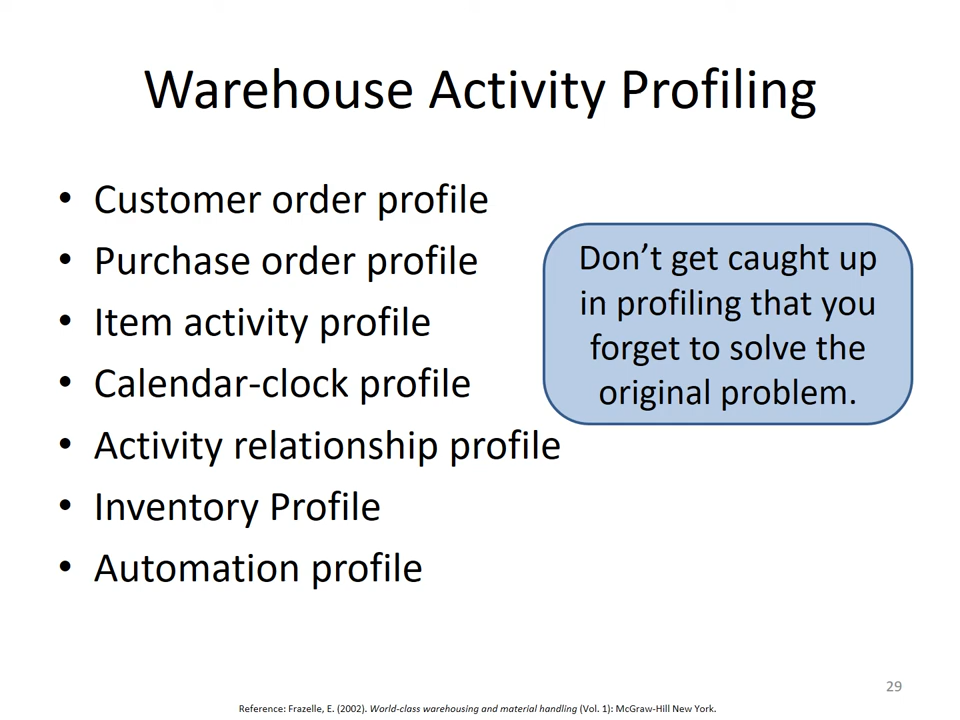 Warehouse Activity Profiling
• Customer order profile
• Purchase order profile
• Item activity profile
• Calendar-clock profile
• Activity relationship profile
• Inventory Profile
• Automation profile
Don’t get caught up
in profiling that you
forget to solve the
original problem.
29
Reference: Frazelle, E. (2002). World-class warehousing and material handling (Vol. 1): McGraw-Hill New York.